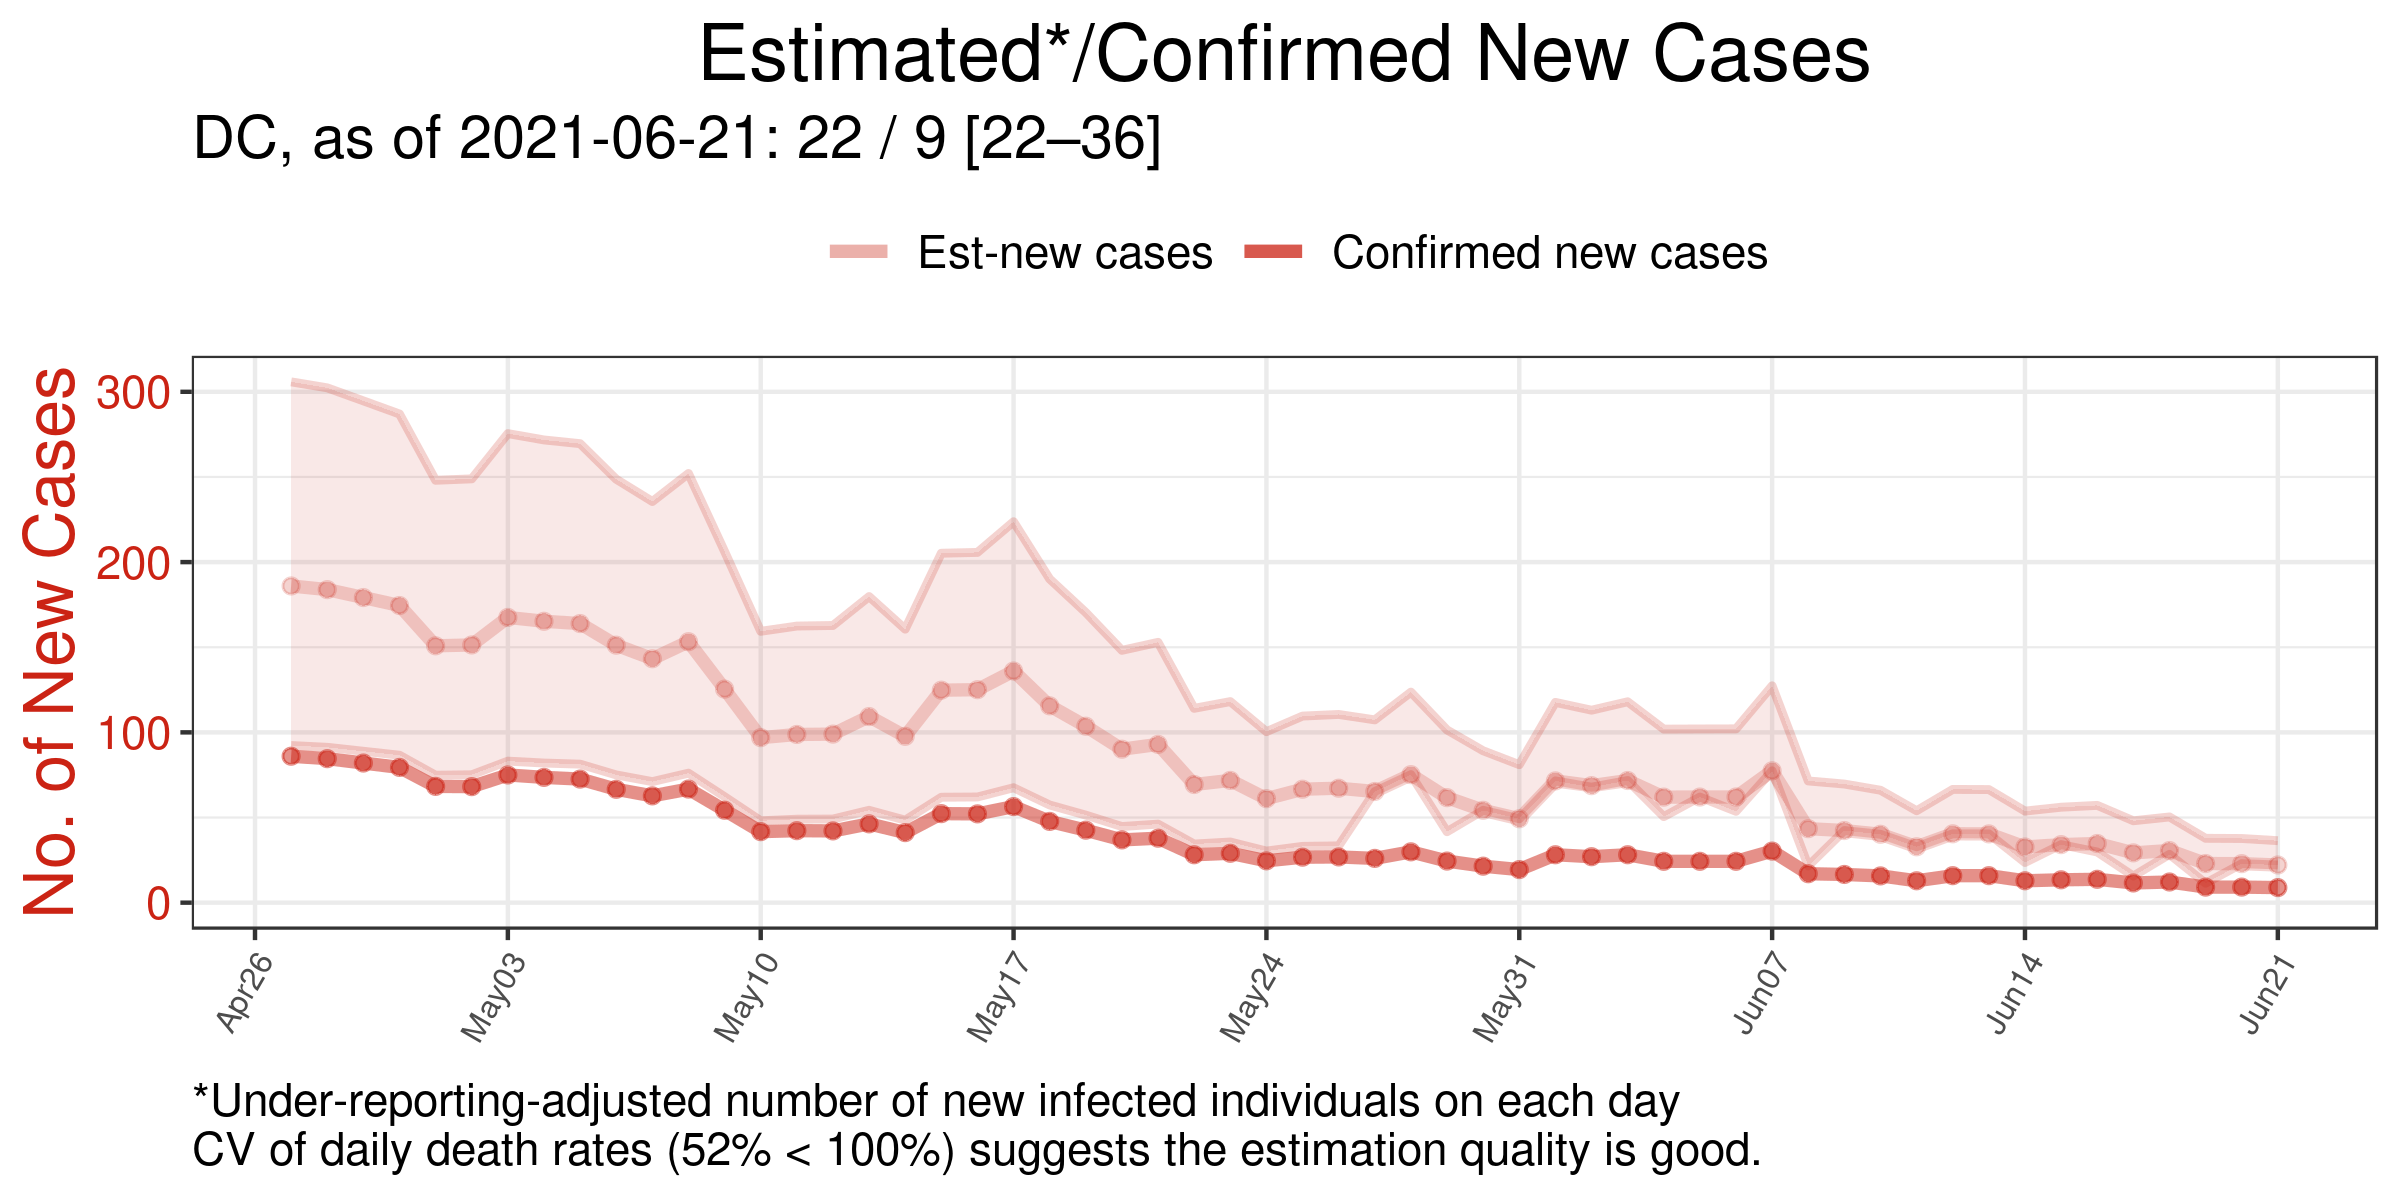 Estimated*/Confirmed New Cases
DC, as of 2021-06-21: 22 / 9 [22–36]
Est-new cases Confirmed new cases
No. of New Cases
300
200
100
0
Apr26 May03 May10 May17 May24 May31 Jun07 Jun14 Jun21
*Under-reporting-adjusted number of new infected individuals on each day
CV of daily death rates (52% < 100%) suggests the estimation quality is good.